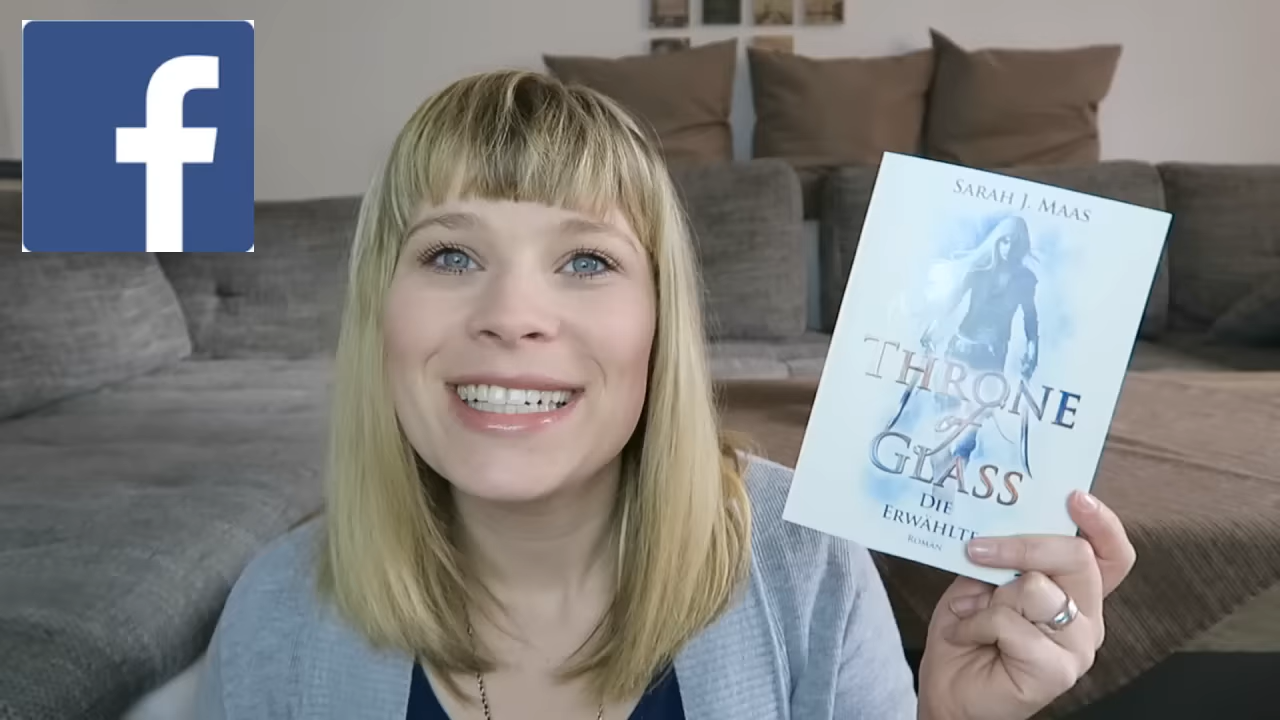 f
SARAH J. MAAS
THRONE
of
GLASS
DIE
ERWÄHLTE
ROMAN